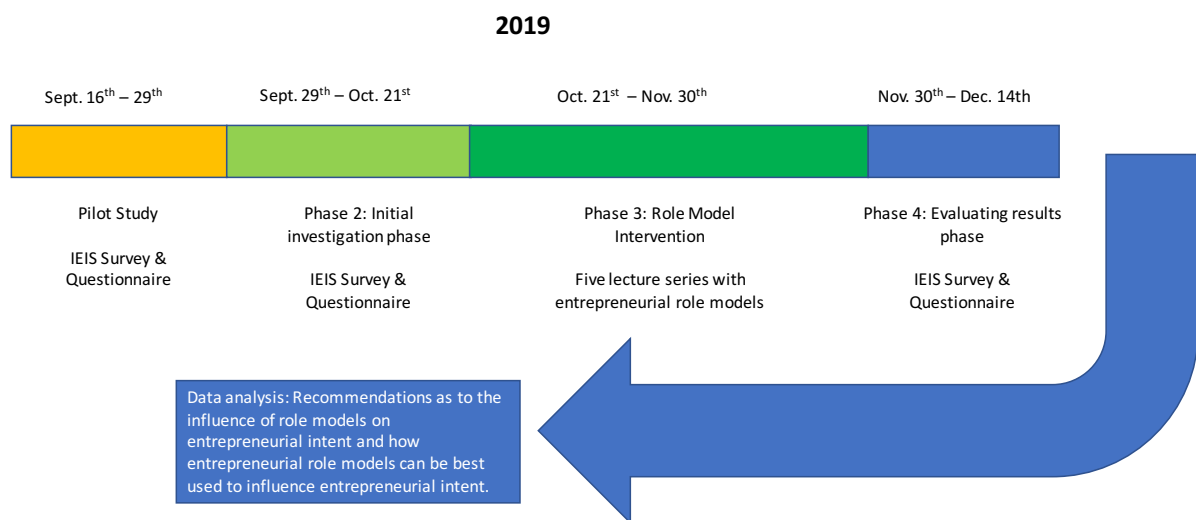 2019
Sept. 16th – 29th
Sept. 29th – Oct. 21st
Oct. 21st – Nov. 30th
Nov. 30th – Dec. 14th
Pilot Study
IEIS Survey &
Questionnaire
Phase 2: Initial
investigation phase
IEIS Survey &
Questionnaire
Phase 3: Role Model
Intervention
Five lecture series with
entrepreneurial role models
Phase 4: Evaluating results
phase
IEIS Survey &
Questionnaire
Data analysis: Recommendations as to the
influence of role models on
entrepreneurial intent and how
entrepreneurial role models can be best
used to influence entrepreneurial intent.